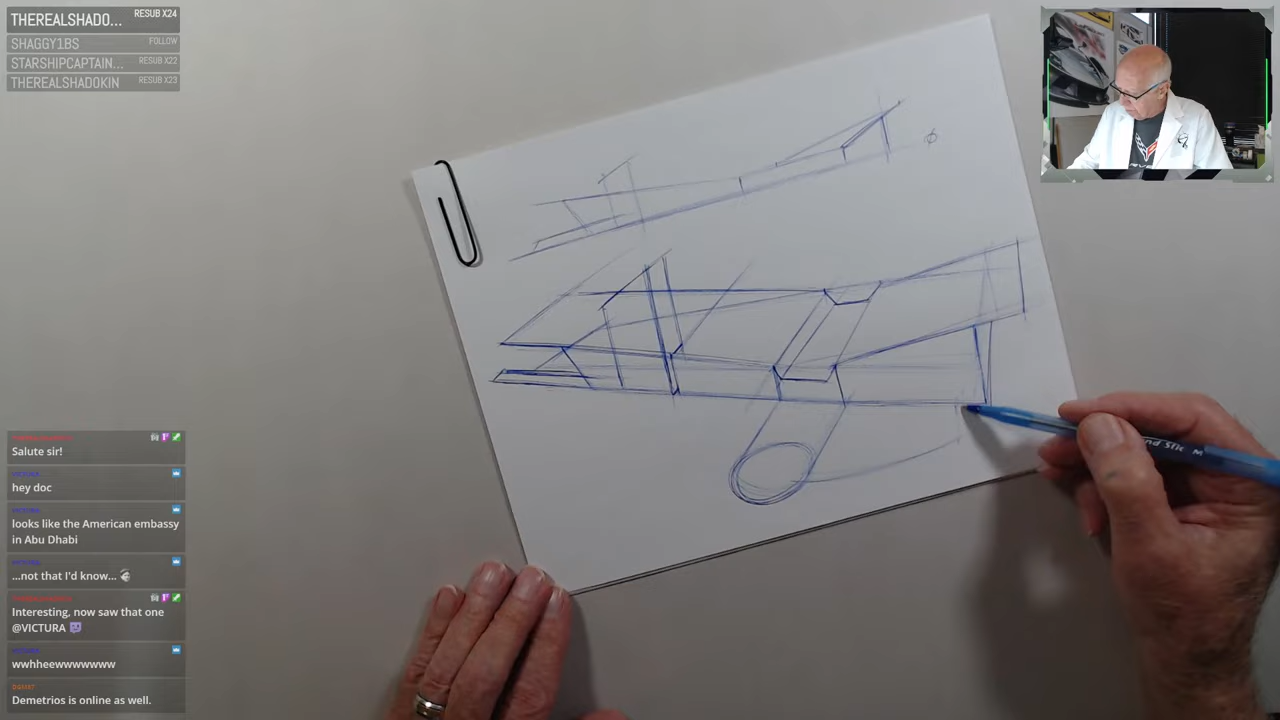 THEREALSHADO...
RESUB X24
SHAGGY1BS
FOLLOW
STARSHIPCAPTAIN...
RESUB X22
THEREALSHADOKIN
RESUB X23
Salute sir!
hey doc
looks like the American embassy
in Abu Dhabi
...not that I'd know...
Interesting, now saw that one
@VICTURA
wwhheewwwwwww
Demetrios is online as well.